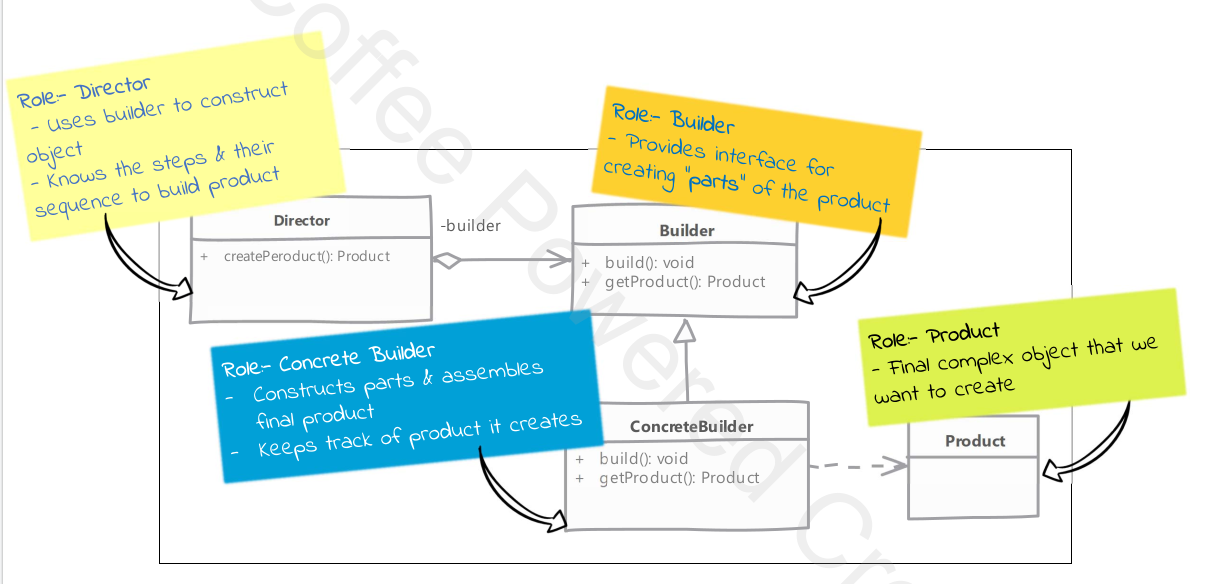 Role:- Director
- Uses builder to construct
object
- Knows the steps & their
sequence to build product
Role:- Builder
- Provides interface for
creating "parts" of the product
Director
+ createPeroduct(): Product
-builder
Builder
+ build(): void
+ getProduct(): Product
Role:- Concrete Builder
- Constructs parts & assembles
final product
- Keeps track of product it creates
Role:- Product
- Final complex object that we
want to create
ConcreteBuilder
+ build(): void
+ getProduct(): Product
Product
Coffee Powered Cr